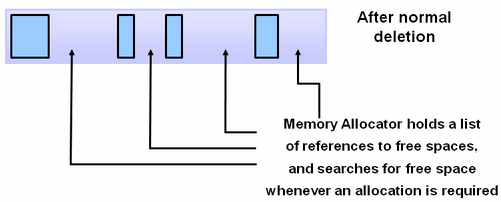 After normal
deletion
Memory Allocator holds a list
of references to free spaces,
and searches for free space
whenever an allocation is required